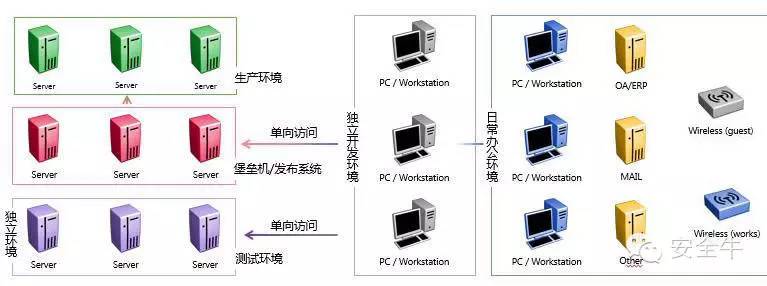 Server
Server
Server
生产环境
Server
Server
Server
堡垒机/发布系统
独立环境
Server
Server
Server
测试环境
单向访问
单向访问
独立开发环境
PC / Workstation
PC / Workstation
PC / Workstation
日常办公环境
PC / Workstation
OA/ERP
PC / Workstation
MAIL
PC / Workstation
Other
Wireless (guest)
Wireless (works)
安全牛